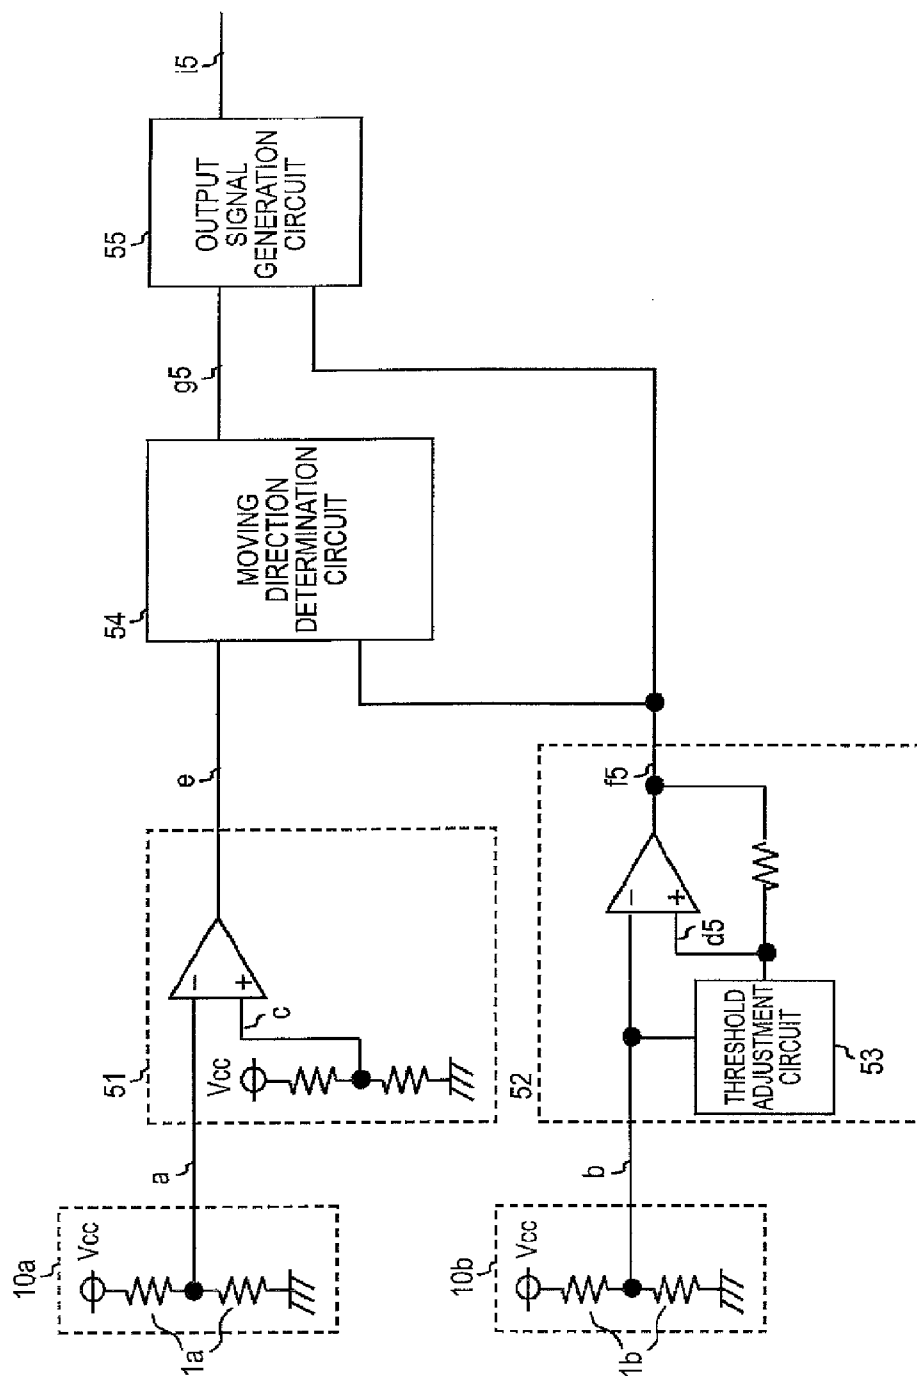 10a
Vcc
1a
a
51
Vcc
c
−
+
e
54
MOVING
DIRECTION
DETERMINATION
CIRCUIT
g5
55
OUTPUT
SIGNAL
GENERATION
CIRCUIT
i5
10b
Vcc
1b
b
52
THRESHOLD
ADJUSTMENT
CIRCUIT
53
d5
−
+
f5